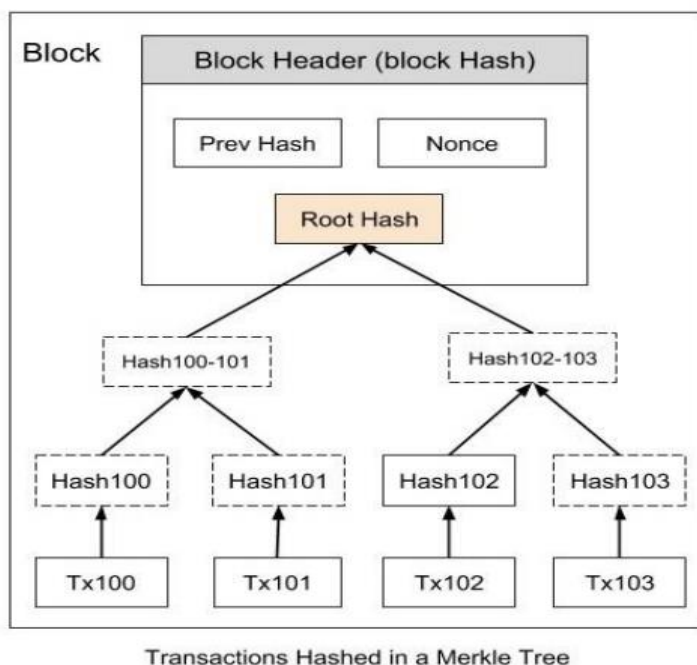 Block
Block Header (block Hash)
Prev Hash Nonce
Root Hash
Hash100-101 Hash102-103
Hash100 Hash101 Hash102 Hash103
Tx100 Tx101 Tx102 Tx103
Transactions Hashed in a Merkle Tree